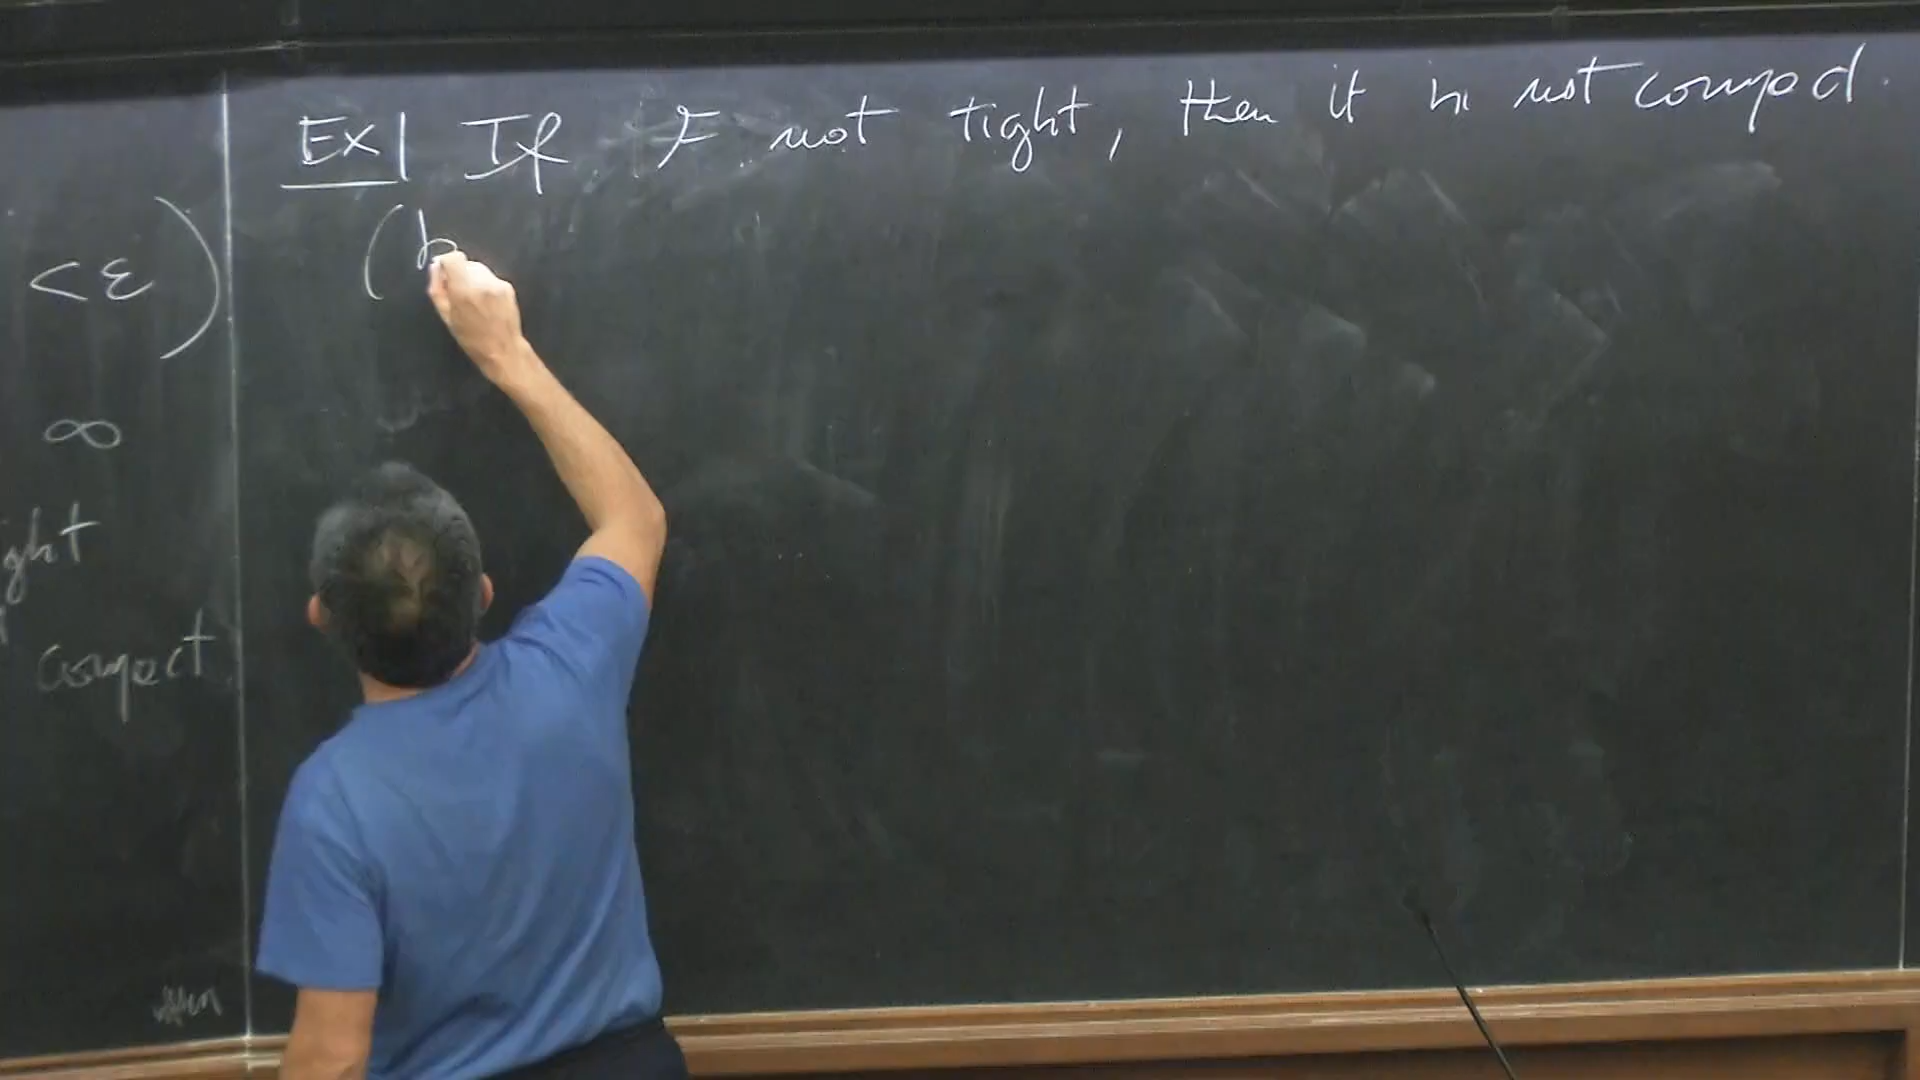 < ε )
∞
ght
compact
Ex1 If F not tight, then it is not compact.
(b